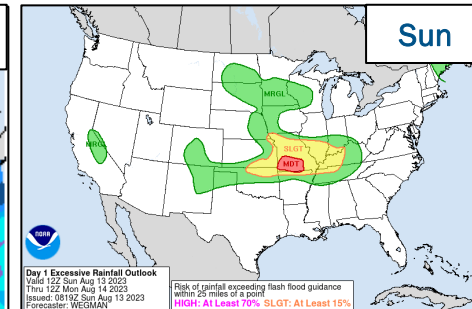 Sun
MRGL
MRGL
SLGT
MDT
NOAA
Day 1 Excessive Rainfall Outlook
Valid 12Z Sun Aug 13 2023
Thru 12Z Mon Aug 14 2023
Issued: 0819Z Sun Aug 13 2023
Forecaster: WEGMAN
Risk of rainfall exceeding flash flood guidance
within 25 miles of a point
HIGH: At Least 70% SLGT: At Least 15%